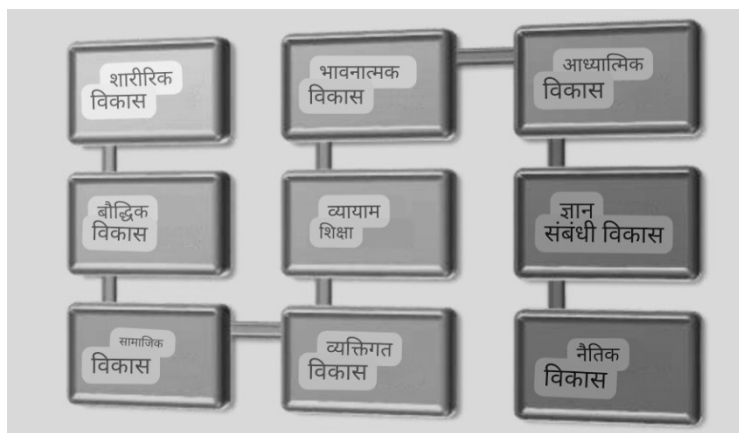 शारीरिक
विकास
बौद्धिक
विकास
सामाजिक
विकास
व्यक्तिगत
विकास
व्यायाम
शिक्षा
भावनात्मक
विकास
आध्यात्मिक
विकास
ज्ञान
संबंधी विकास
नैतिक
विकास